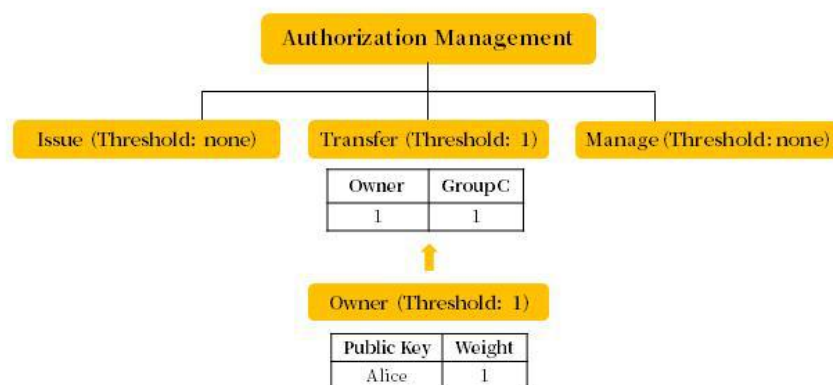 Authorization Management
Issue (Threshold: none)
Transfer (Threshold: 1)
Manage (Threshold: none)
Owner GroupC
1 1
Owner (Threshold: 1)
Public Key Weight
Alice 1